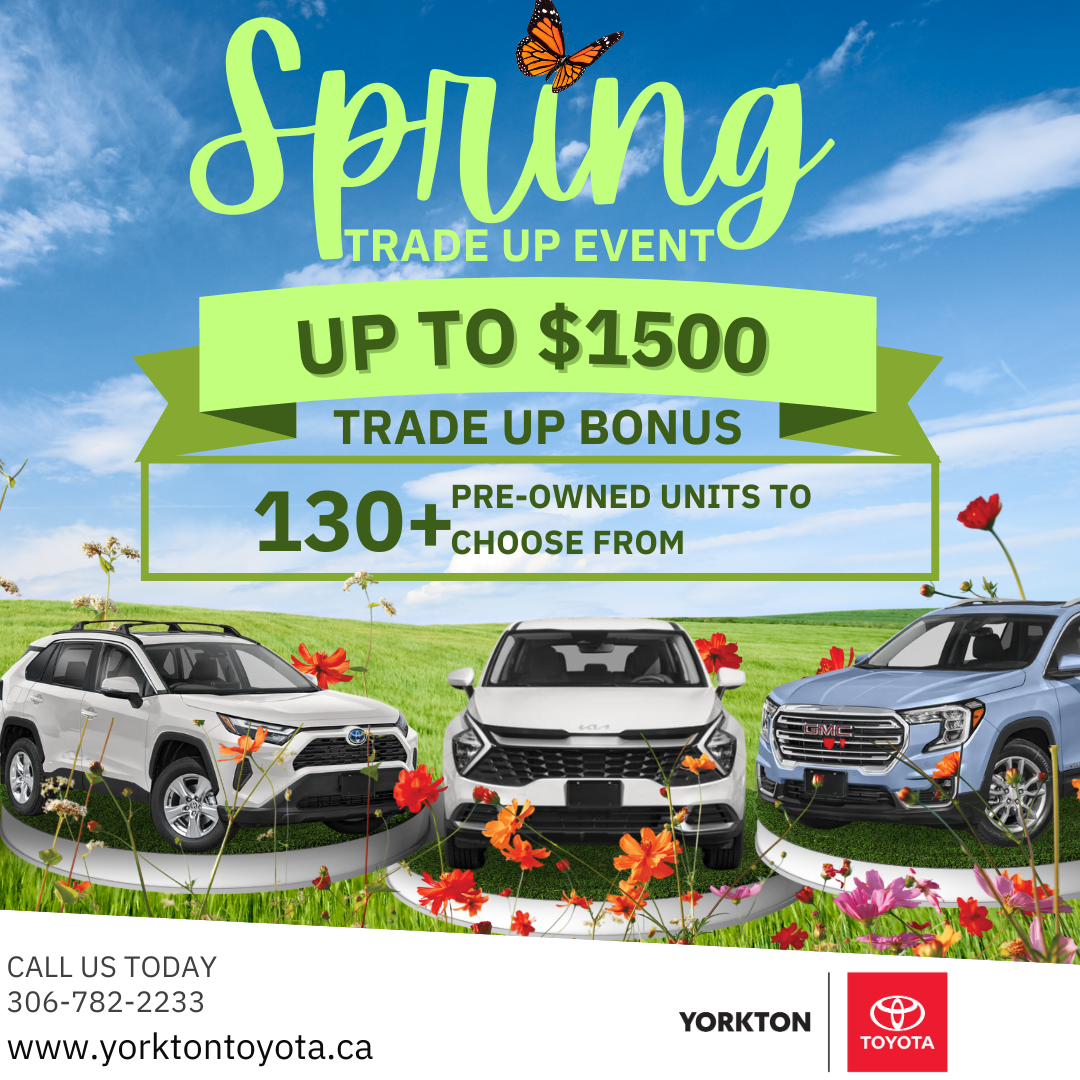 Spring
TRADE UP EVENT
UP TO $1500
TRADE UP BONUS
130+
PRE-OWNED UNITS TO
CHOOSE FROM
KIA
GMC
CALL US TODAY
306-782-2233
www.yorktontoyota.ca
YORKTON
TOYOTA